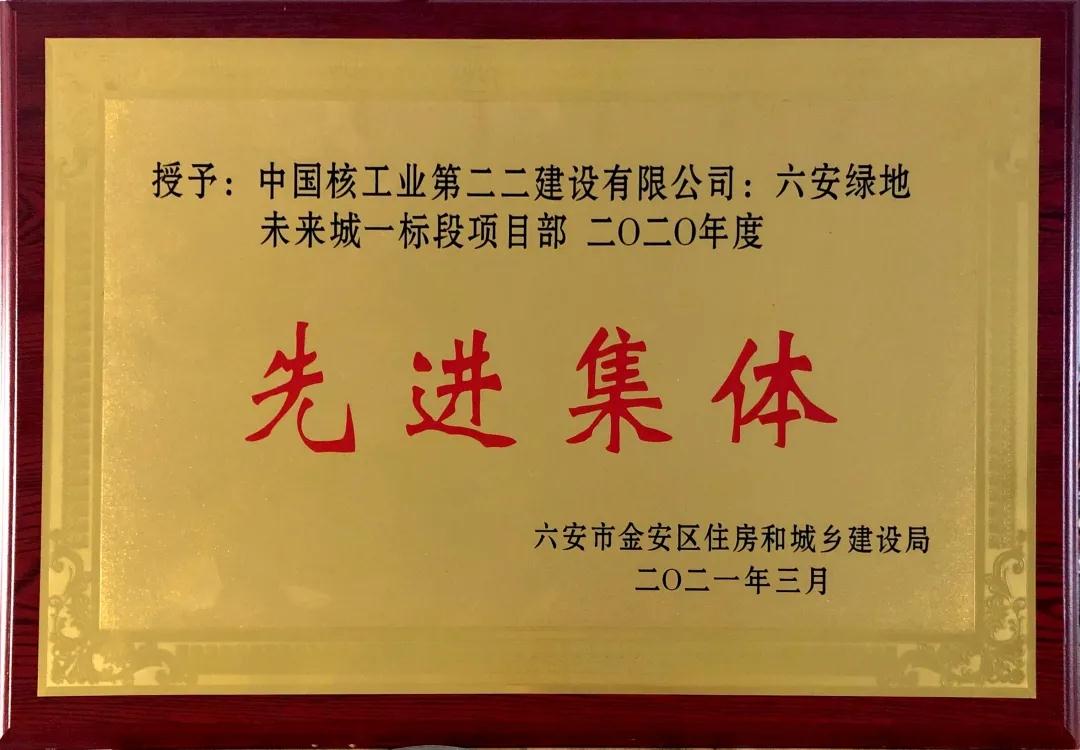 授予：中国核工业第二二建设有限公司：六安绿地
未来城一标段项目部 二〇二〇年度
先进集体
六安市金安区住房和城乡建设局
二〇二一年三月